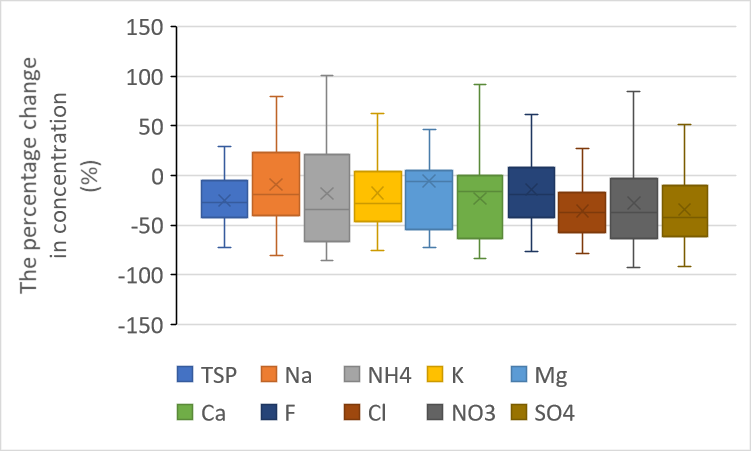 The percentage change
in concentration
(%)
150
100
50
0
-50
-100
-150
TSP Na NH4 K Mg
Ca F Cl NO3 SO4